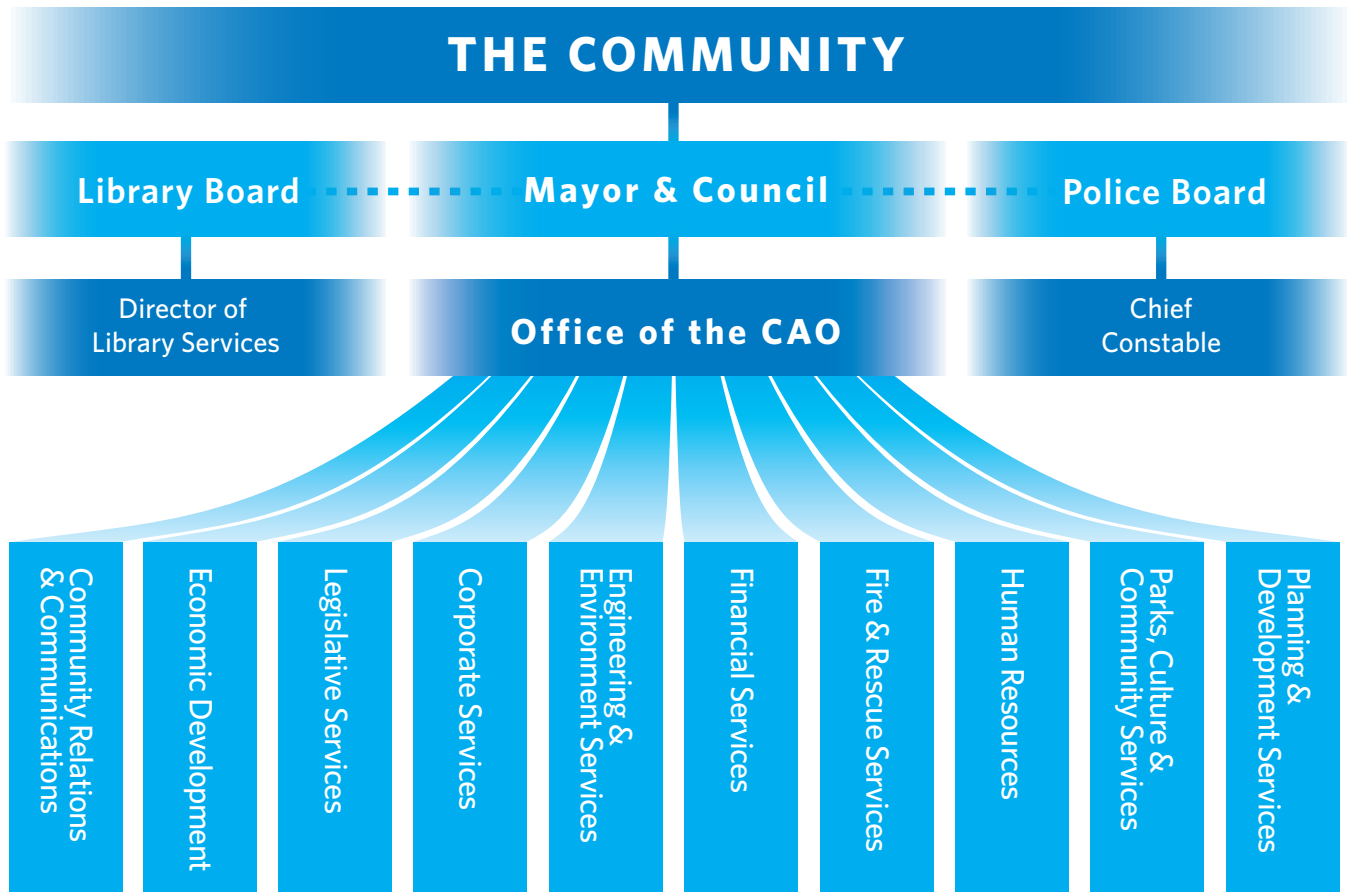 THE COMMUNITY
Library Board
Mayor & Council
Police Board
Director of
Library Services
Office of the CAO
Chief
Constable
Community Relations
& Communications
Economic Development
Legislative Services
Corporate Services
Engineering &
Environment Services
Financial Services
Fire & Rescue Services
Human Resources
Parks, Culture &
Community Services
Planning &
Development Services